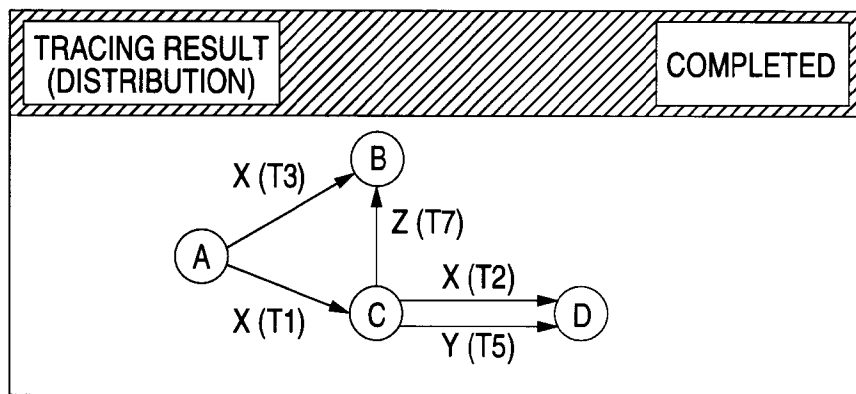 TRACING RESULT
(DISTRIBUTION)
COMPLETED
B
X (T3)
Z (T7)
A
X (T2)
X (T1)
C
D
Y (T5)